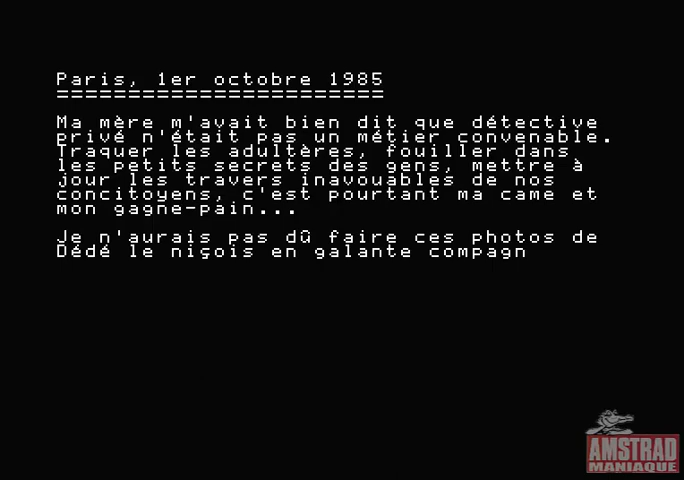 Paris, 1er octobre 1985
=======================
Ma mère m'avait bien dit que détective
privé n'était pas un métier convenable.
Traquer les adultères, fouiller dans
les petits secrets des gens, mettre à
jour les travers inavouables de nos
concitoyens, c'est pourtant ma came et
mon gagne-pain...
Je n'aurais pas dû faire ces photos de
Dédé le niçois en galante compagn
AMSTRAD
MANIAQUE